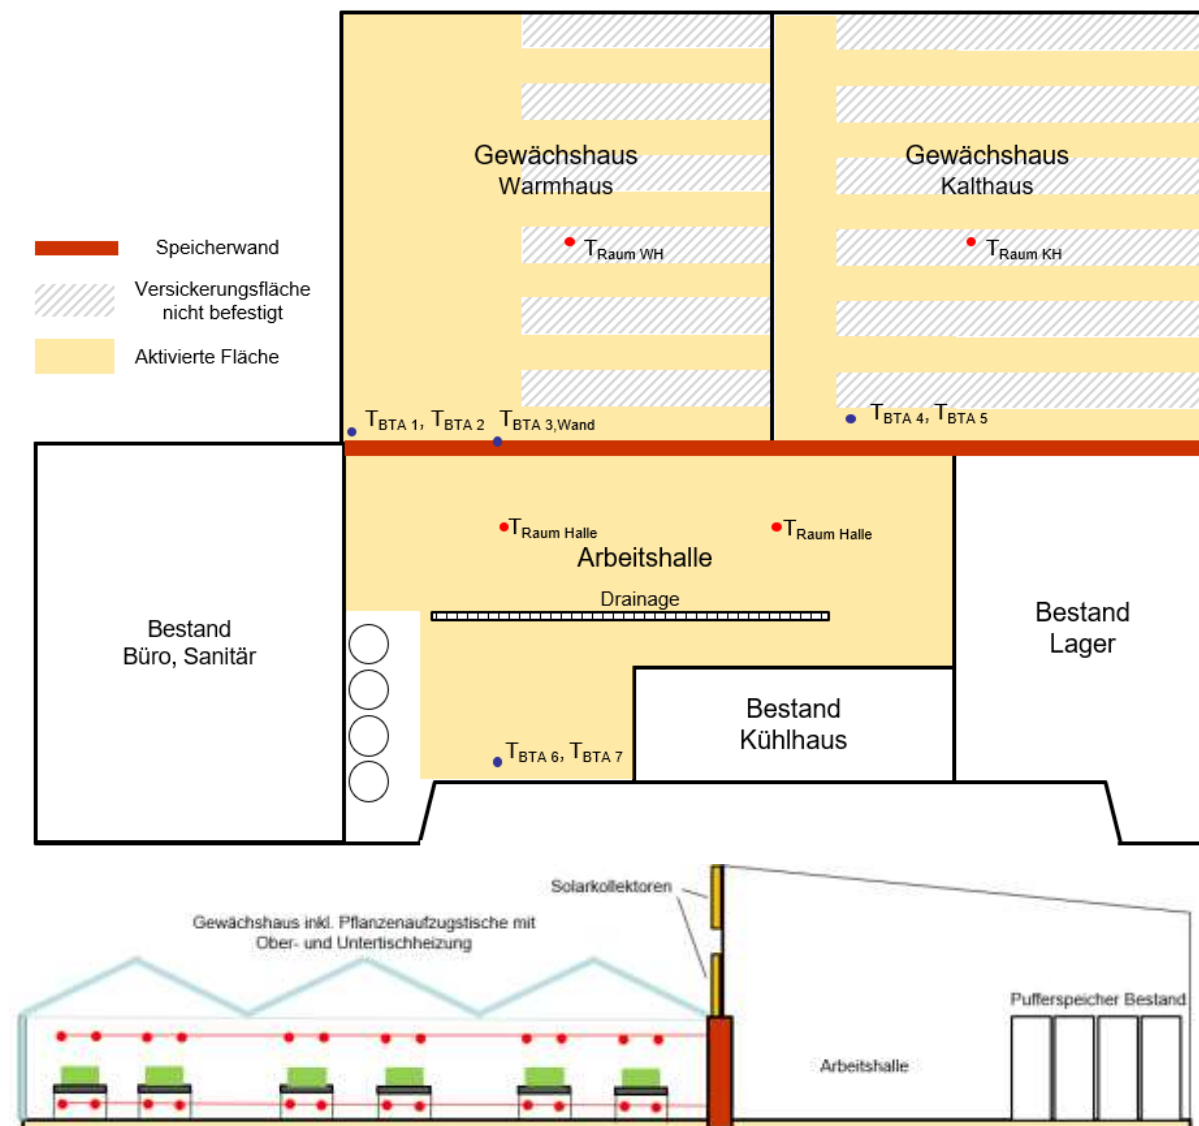 Gewächshaus
Warmhaus
Gewächshaus
Kalthaus
Speicherwand
T Raum WH
T Raum KH
Versickerungsfläche
nicht befestigt
Aktivierte Fläche
T BTA 1, T BTA 2
T BTA 3,Wand
T BTA 4, T BTA 5
T Raum Halle
T Raum Halle
Arbeitshalle
Drainage
Bestand
Büro, Sanitär
Bestand
Lager
Bestand
Kühlhaus
T BTA 6, T BTA 7
Solarkollektoren
Gewächshaus inkl. Pflanzenaufzugstische mit
Ober- und Untertischheizung
Pufferspeicher Bestand
Arbeitshalle